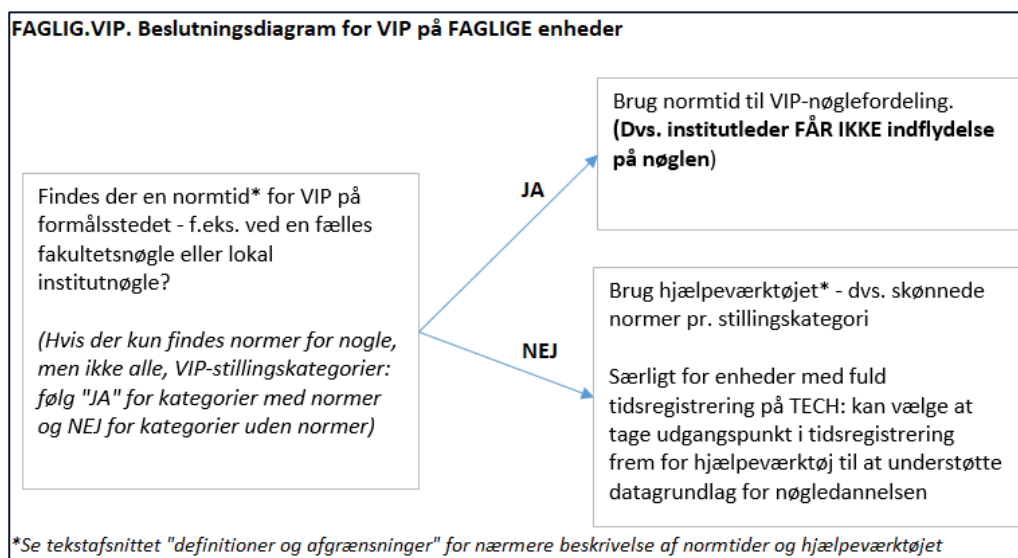 FAGLIG.VIP. Beslutningsdiagram for VIP på FAGLIGE enheder
Findes der en normtid* for VIP på
formålsstedet - f.eks. ved en fælles
fakultetsnøgle eller lokal
institutnøgle?
(Hvis der kun findes normer for nogle,
men ikke alle, VIP-stillingskategorier:
følg "JA" for kategorier med normer
og NEJ for kategorier uden normer)
JA
Brug normtid til VIP-nøglefordeling.
(Dvs. institutleder FÅR IKKE indflydelse
på nøglen)
NEJ
Brug hjælpeværktøjet* - dvs. skønnede
normer pr. stillingskategori
Særligt for enheder med fuld
tidsregistrering på TECH: kan vælge at
tage udgangspunkt i tidsregistrering
frem for hjælpeværktøj til at understøtte
datagrundlag for nøgledannelsen
*Se tekstafsnittet "definitioner og afgrænsninger" for nærmere beskrivelse af normtider og hjælpeværktøjet